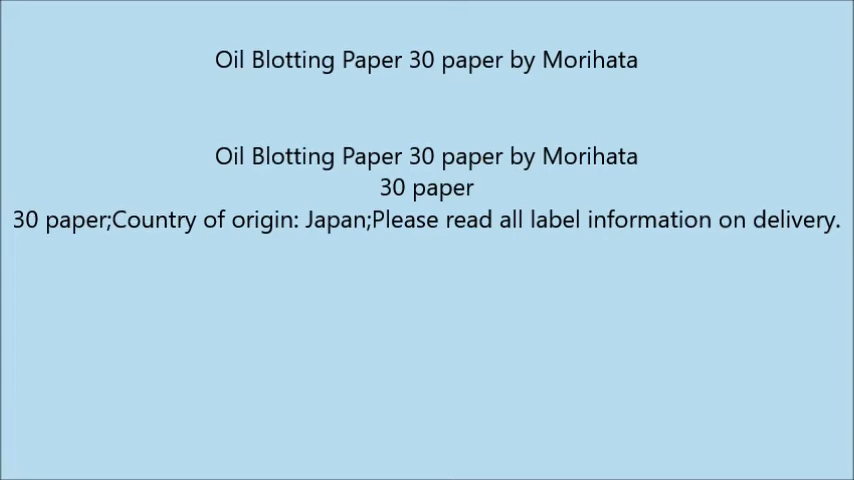 Oil Blotting Paper 30 paper by Morihata
Oil Blotting Paper 30 paper by Morihata
30 paper
30 paper;Country of origin: Japan;Please read all label information on delivery.